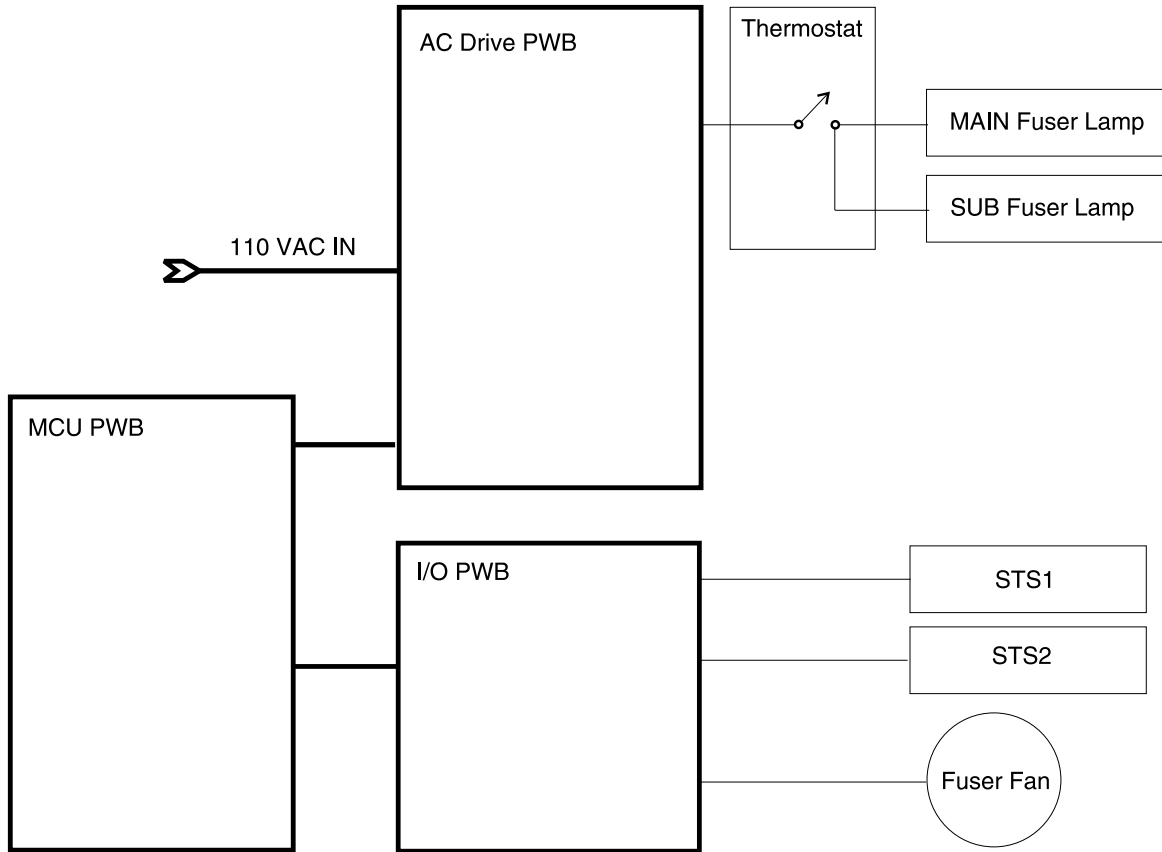 AC Drive PWB
Thermostat
MAIN Fuser Lamp
SUB Fuser Lamp
110 VAC IN
MCU PWB
I/O PWB
STS1
STS2
Fuser Fan